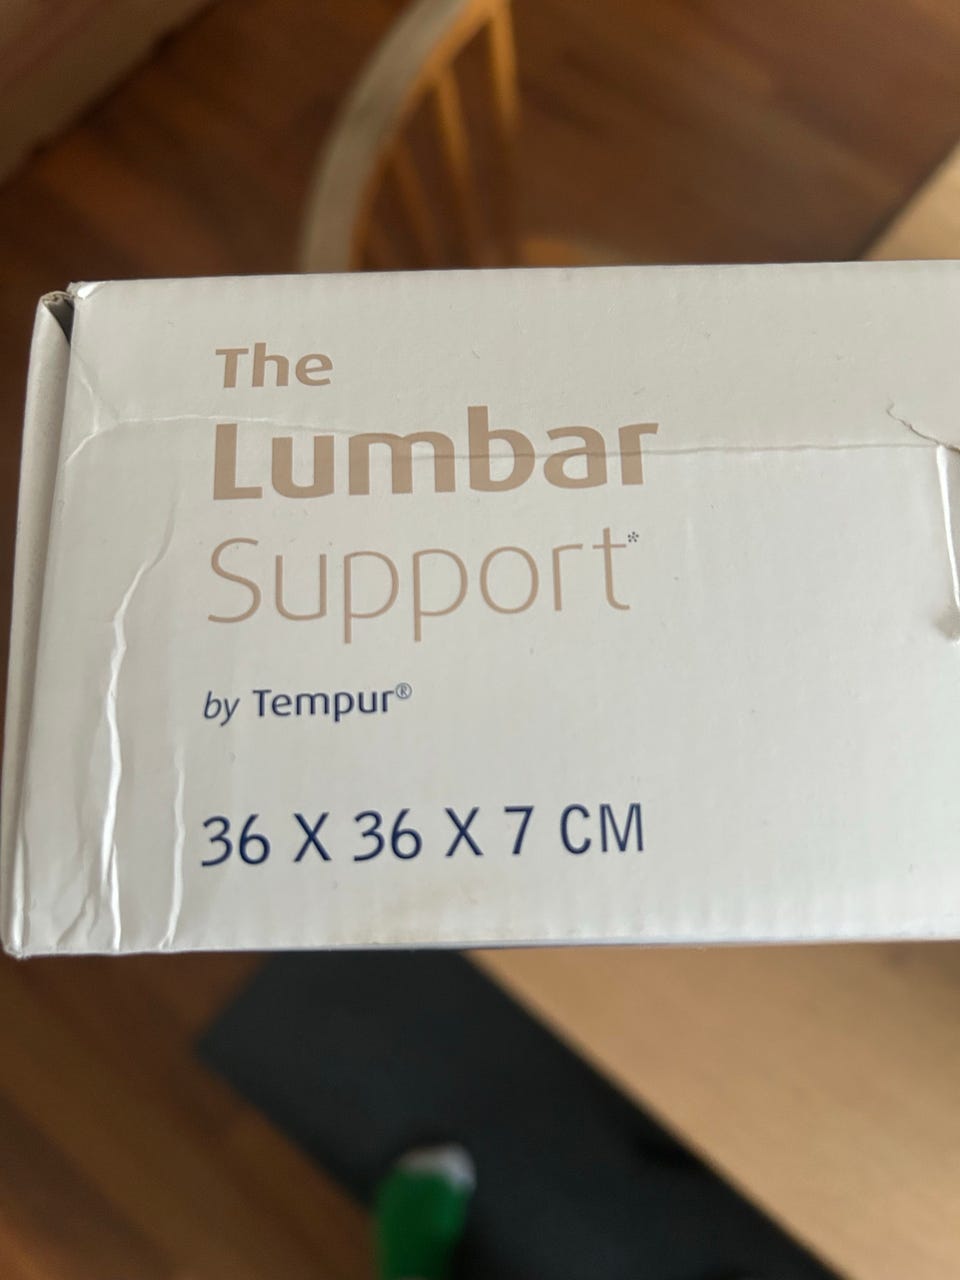 The
Lumbar
Support*
by Tempur®
36 X 36 X 7 CM